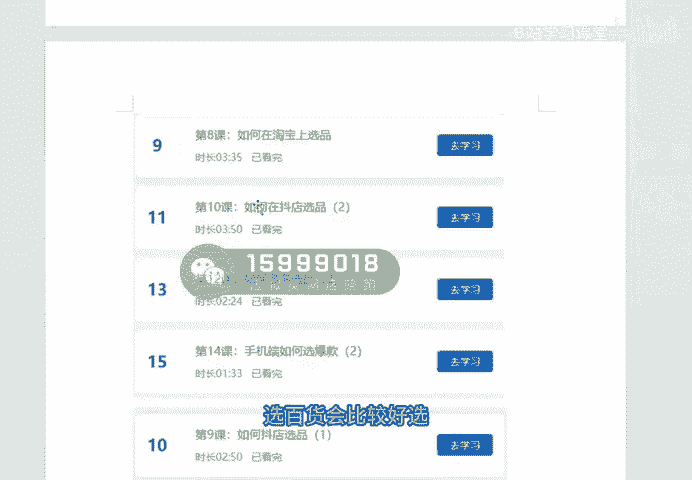 9
第8课：如何在淘宝上选品
时长03:35 已看完
去学习
11
第10课：如何在抖店选品（2）
时长03:50 已看完
去学习
15999018
13
时长02:24 已看完
去学习
15
第14课：手机端如何选爆款（2）
时长01:33 已看完
去学习
选百货会比较好选
10
第9课：如何抖店选品（1）
时长02:50 已看完
去学习